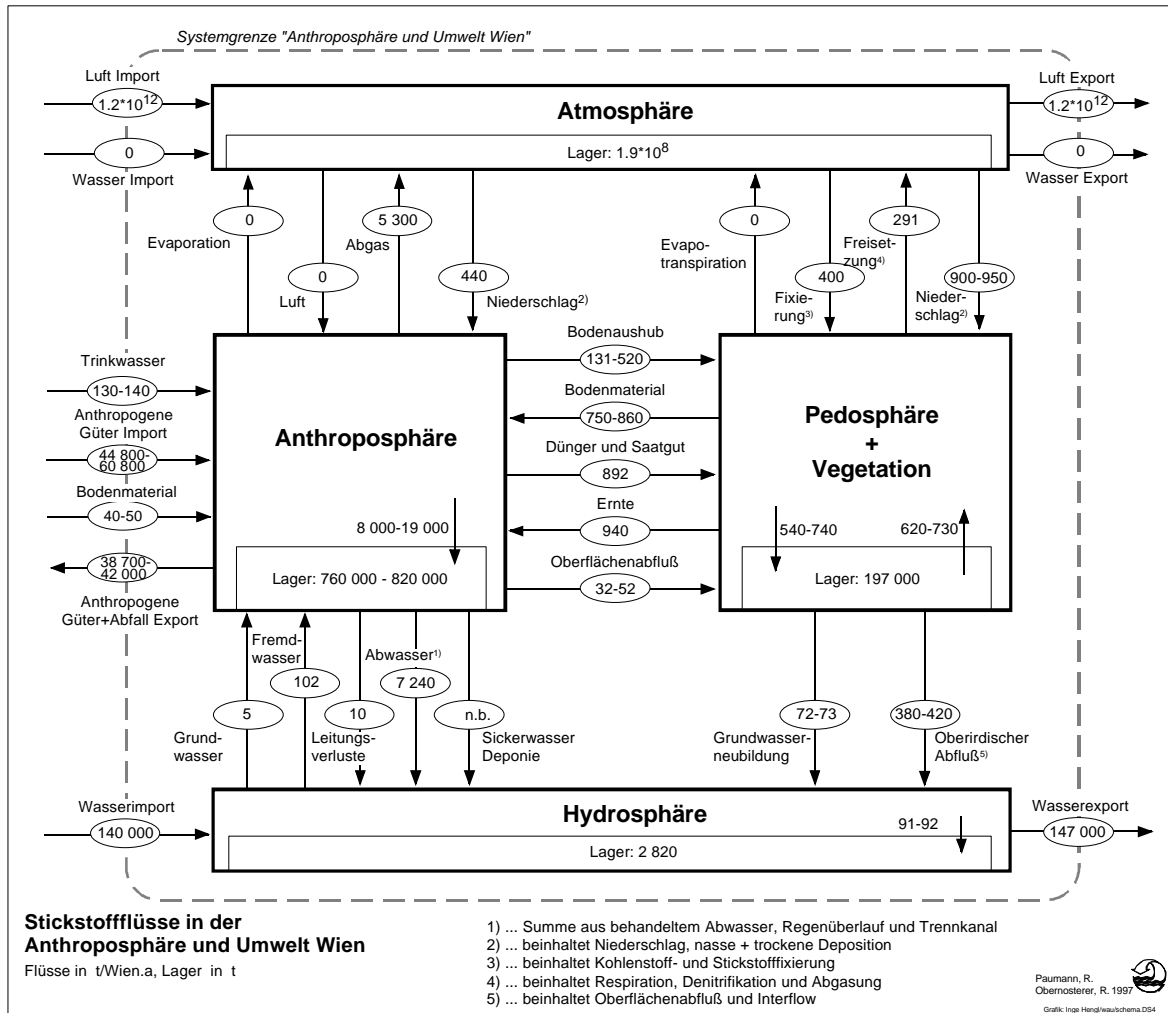 Systemgrenze "Anthroposphäre und Umwelt Wien"
Luft Import
1.2*10^12
0
Wasser Import
Atmosphäre
Lager: 1.9*10^8
Luft Export
1.2*10^12
0
Wasser Export
0
Evaporation
0
Luft
5 300
Abgas
440
Niederschlag2)
0
Evapo-
transpiration
400
Fixie-
rung3)
291
Freiset-
zung4)
900-950
Nieder-
schlag2)
Trinkwasser
130-140
Anthropogene
Güter Import
44 800-
60 800
Bodenmaterial
40-50
38 700-
42 000
Anthropogene
Güter+Abfall Export
Anthroposphäre
8 000-19 000
Lager: 760 000 - 820 000
Bodenaushub
131-520
Bodenmaterial
750-860
Dünger und Saatgut
892
Ernte
940
Oberflächenabfluß
32-52
Pedosphäre
+
Vegetation
540-740
620-730
Lager: 197 000
5
Grund-
wasser
Fremd-
wasser
102
10
Leitungs-
verluste
Abwasser1)
7 240
n.b.
Sickerwasser
Deponie
72-73
Grundwasser-
neubildung
380-420
Oberirdischer
Abfluß5)
Wasserimport
140 000
Hydrosphäre
91-92
Lager: 2 820
Wasserexport
147 000
Stickstoffflüsse in der
Anthroposphäre und Umwelt Wien
Flüsse in t/Wien.a, Lager in t
1) ... Summe aus behandeltem Abwasser, Regenüberlauf und Trennkanal
2) ... beinhaltet Niederschlag, nasse + trockene Deposition
3) ... beinhaltet Kohlenstoff- und Stickstofffixierung
4) ... beinhaltet Respiration, Denitrifikation und Abgasung
5) ... beinhaltet Oberflächenabfluß und Interflow
Paumann, R.
Obernosterer, R. 1997
Grafik: Inge Hengl/wau/schema.DS4